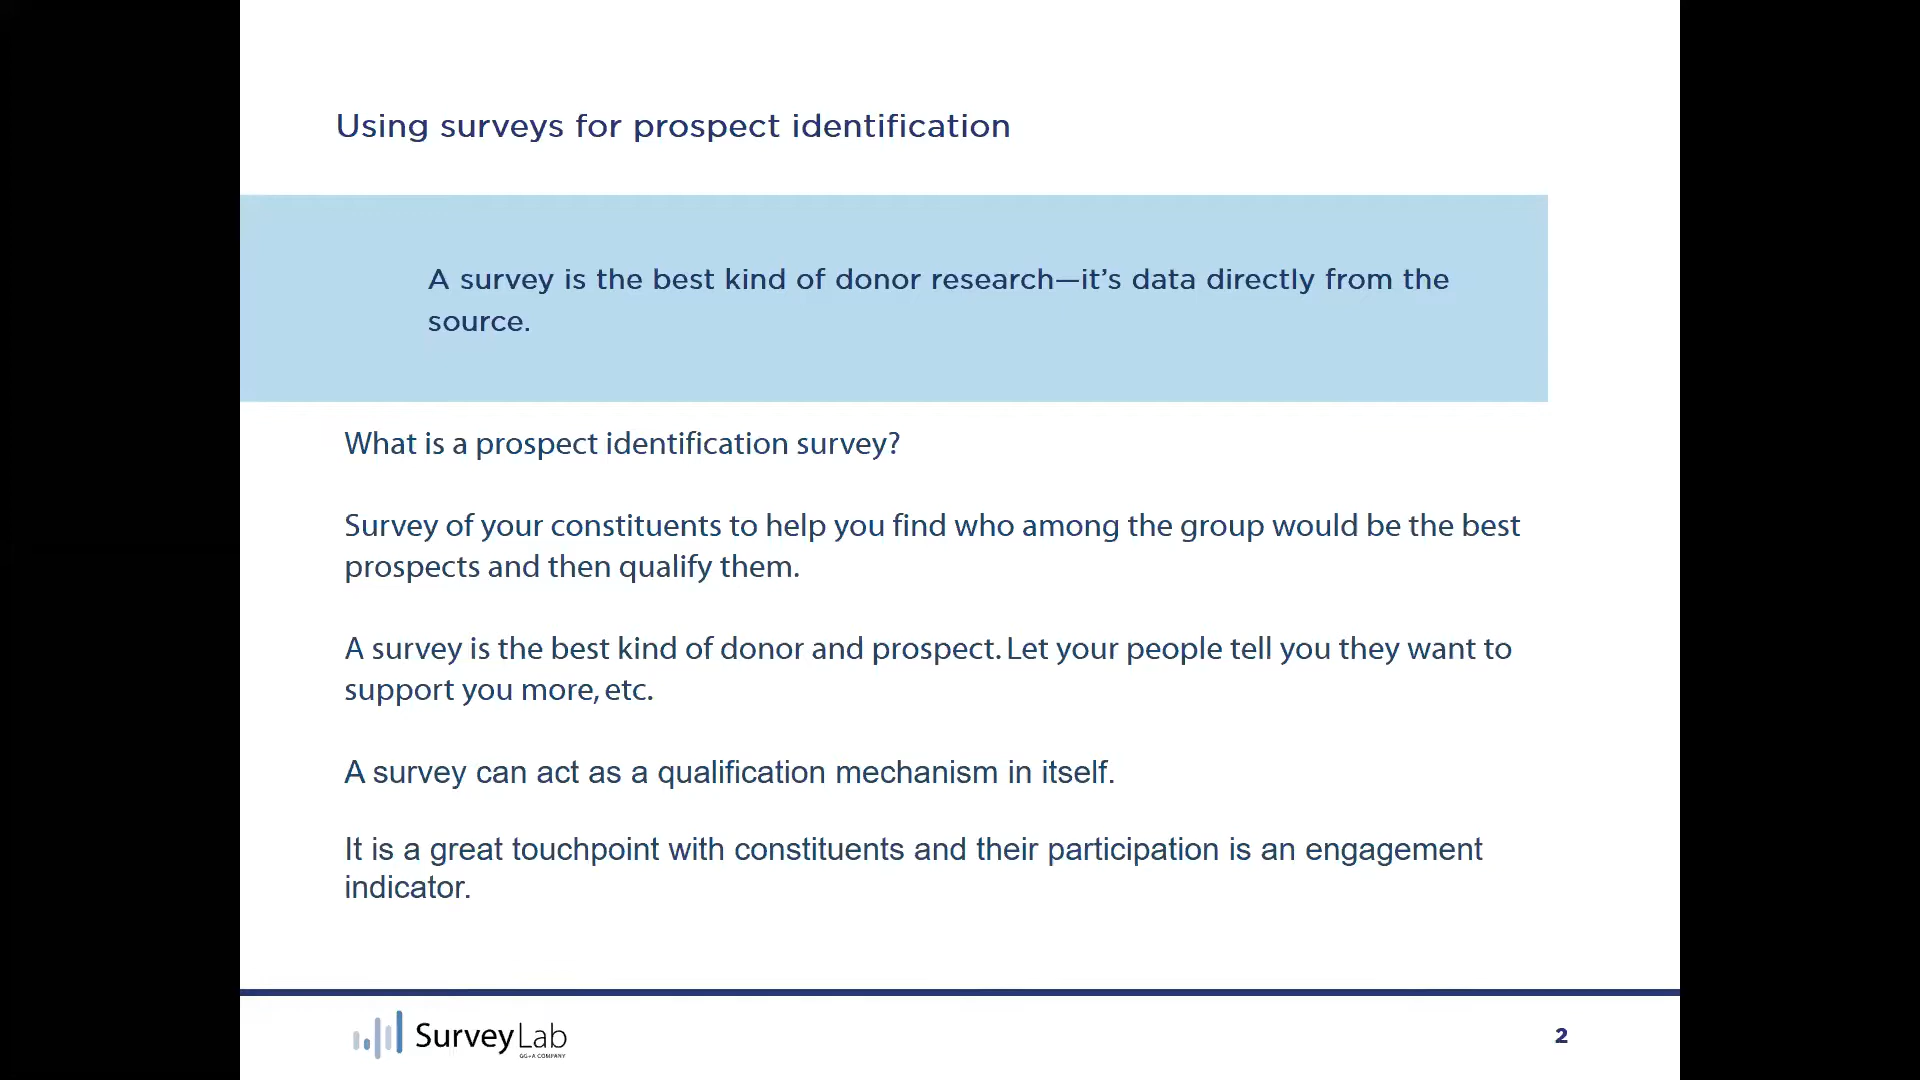 Using surveys for prospect identification
A survey is the best kind of donor research—it's data directly from the
source.
What is a prospect identification survey?
Survey of your constituents to help you find who among the group would be the best
prospects and then qualify them.
A survey is the best kind of donor and prospect. Let your people tell you they want to
support you more, etc.
A survey can act as a qualification mechanism in itself.
It is a great touchpoint with constituents and their participation is an engagement
indicator.
SurveyLab
GG+A COMPANY
2